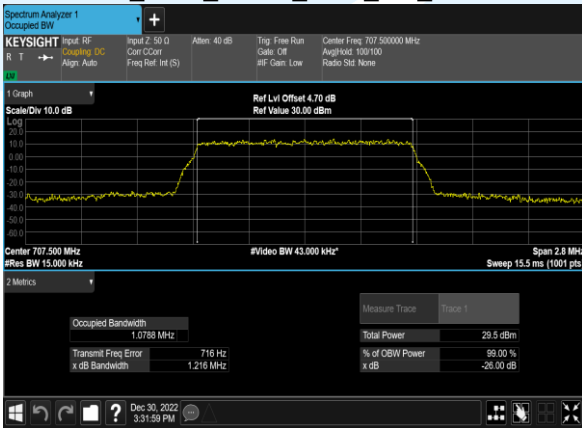 Spectrum Analyzer 1
Occupied BW
KEYSIGHT Input: RF Input Z: 50 Ω Atten: 40 dB Trig: Free Run Center Freq: 707.500000 MHz
R T Coupling: DC Corr CCorr Gate: Off Avg|Hold: 100/100
Align: Auto Freq Ref: Int (S) #IF Gain: Low Radio Std: None
1 Graph
Ref Lvl Offset 4.70 dB
Scale/Div 10.0 dB Ref Value 30.00 dBm
Log
20.0
10.0
0.00
-10.0
-20.0
-30.0
-40.0
-50.0
-60.0
Center 707.500 MHz #Video BW 43.000 kHz* Span 2.8 MHz
#Res BW 15.000 kHz Sweep 15.5 ms (1001 pts
2 Metrics
Measure Trace Trace 1
Occupied Bandwidth
1.0788 MHz Total Power 29.5 dBm
Transmit Freq Error 716 Hz % of OBW Power 99.00 %
x dB Bandwidth 1.216 MHz x dB -26.00 dB
Dec 30, 2022
3:31:59 PM